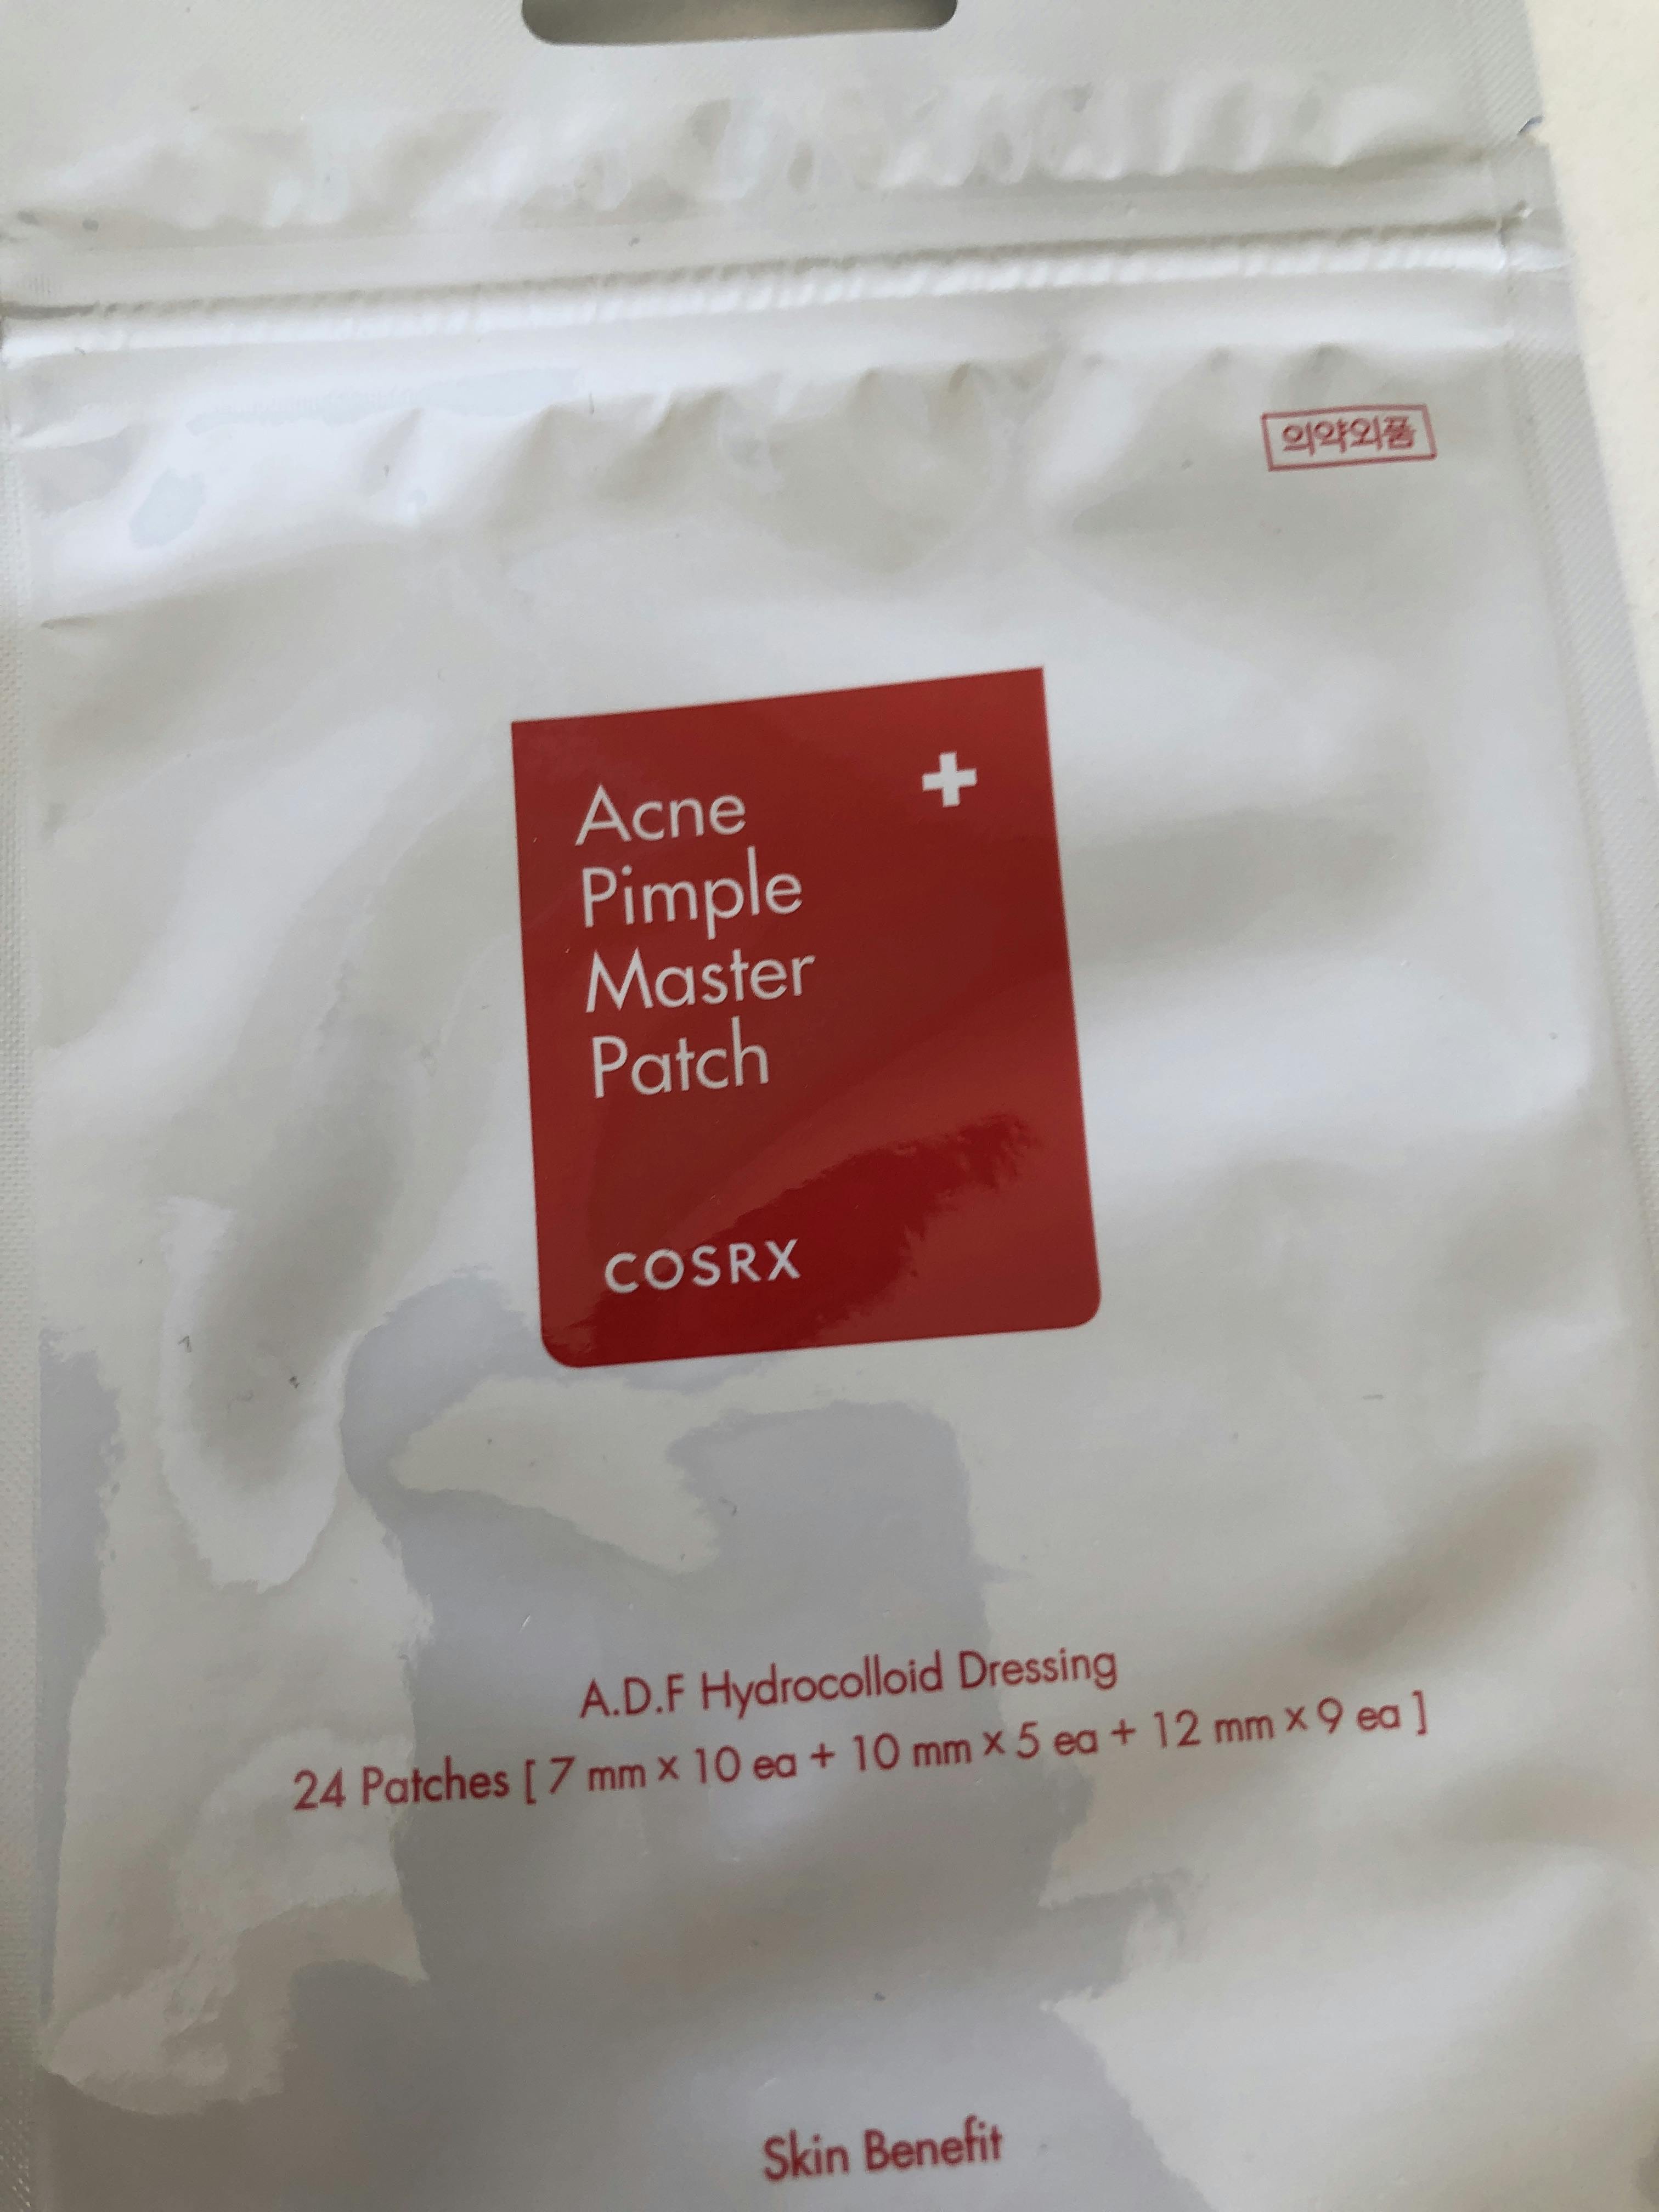 의약외품
Acne
Pimple
Master
Patch
COSRX
A.D.F Hydrocolloid Dressing
24 Patches [ 7 mm × 10 ea + 10 mm × 5 ea + 12 mm × 9 ea ]
Skin Benefit